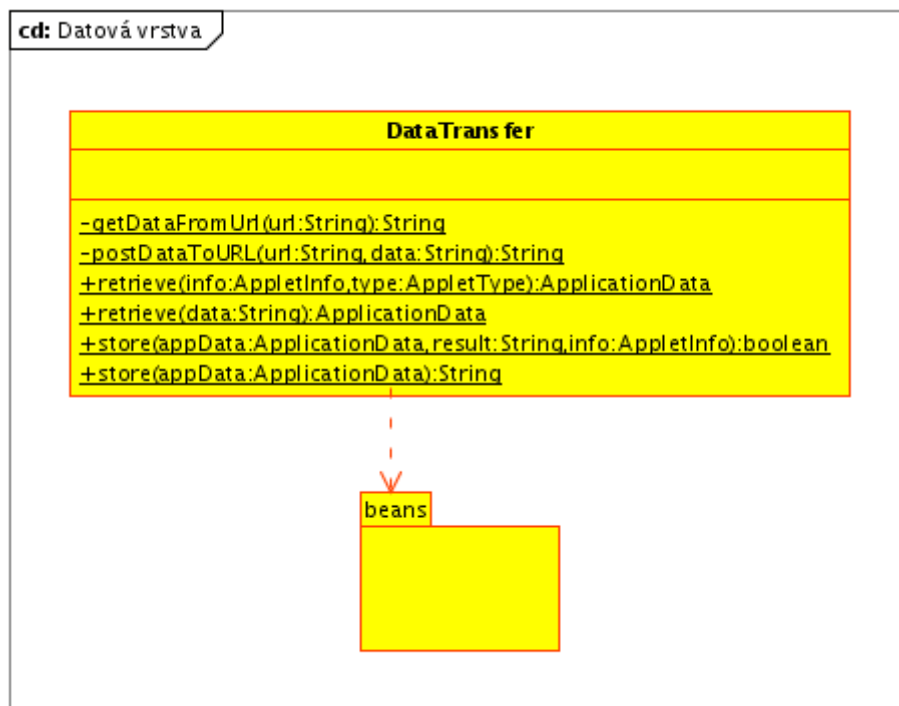 cd: Datová vrstva
DataTransfer
-getDataFromUrl(url:String):String
-postDataToURL(url:String,data:String):String
+retrieve(info:AppletInfo,type:AppletType):ApplicationData
+retrieve(data:String):ApplicationData
+store(appData:ApplicationData,result:String,info:AppletInfo):boolean
+store(appData:ApplicationData):String
beans